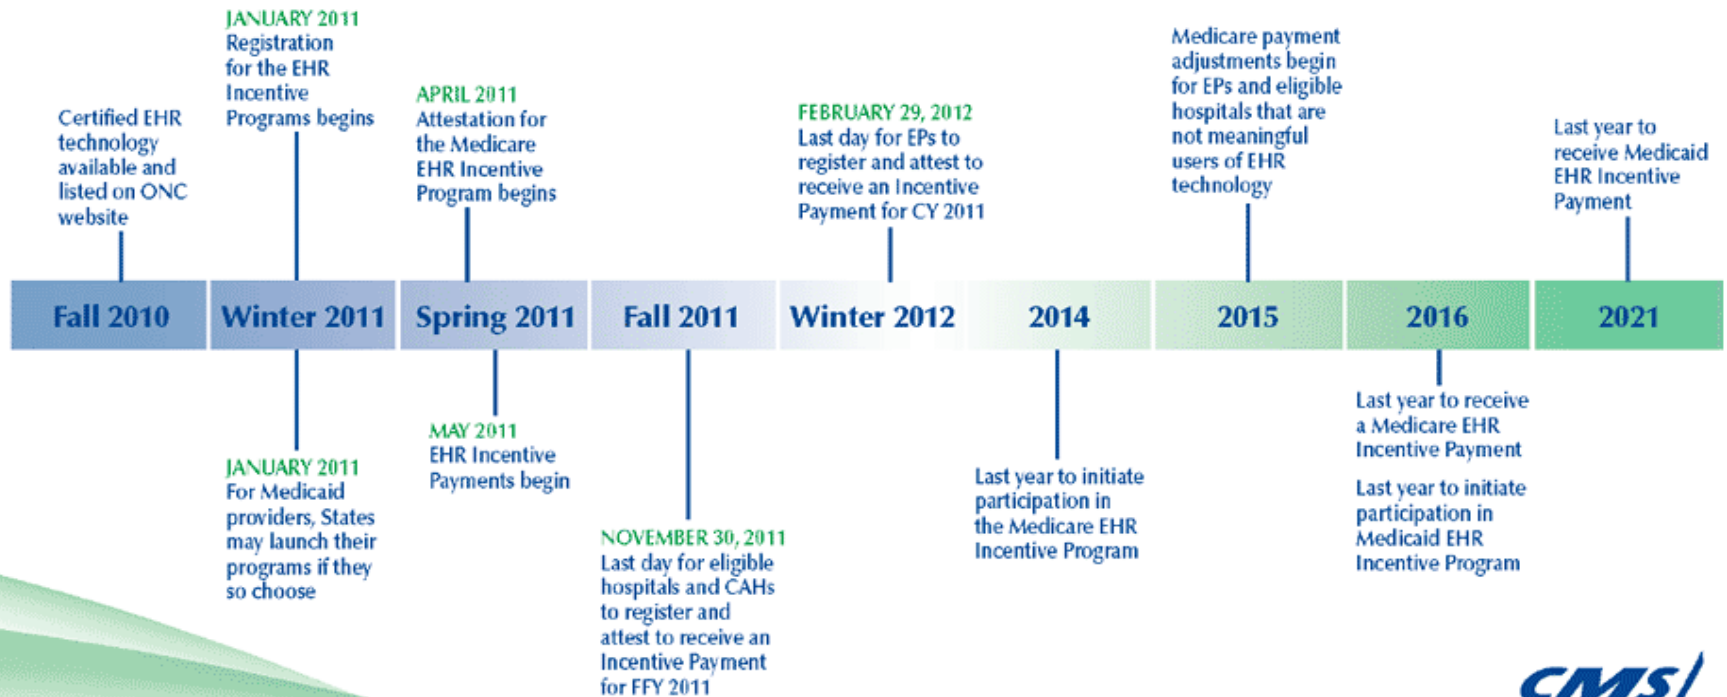 Certified EHR
technology
available and
listed on ONC
website
JANUARY 2011
Registration
for the EHR
Incentive
Programs begins
APRIL 2011
Attestation for
the Medicare
EHR Incentive
Program begins
FEBRUARY 29, 2012
Last day for EPs to
register and attest to
receive an Incentive
Payment for CY 2011
Medicare payment
adjustments begin
for EPs and eligible
hospitals that are
not meaningful
users of EHR
technology
Last year to
receive Medicaid
EHR Incentive
Payment
Fall 2010
Winter 2011
Spring 2011
Fall 2011
Winter 2012
2014
2015
2016
2021
JANUARY 2011
For Medicaid
providers, States
may launch their
programs if they
so choose
MAY 2011
EHR Incentive
Payments begin
NOVEMBER 30, 2011
Last day for eligible
hospitals and CAHs
to register and
attest to receive an
Incentive Payment
for FFY 2011
Last year to initiate
participation in
the Medicare EHR
Incentive Program
Last year to receive
a Medicare EHR
Incentive Payment
Last year to initiate
participation in
Medicaid EHR
Incentive Program
CMS